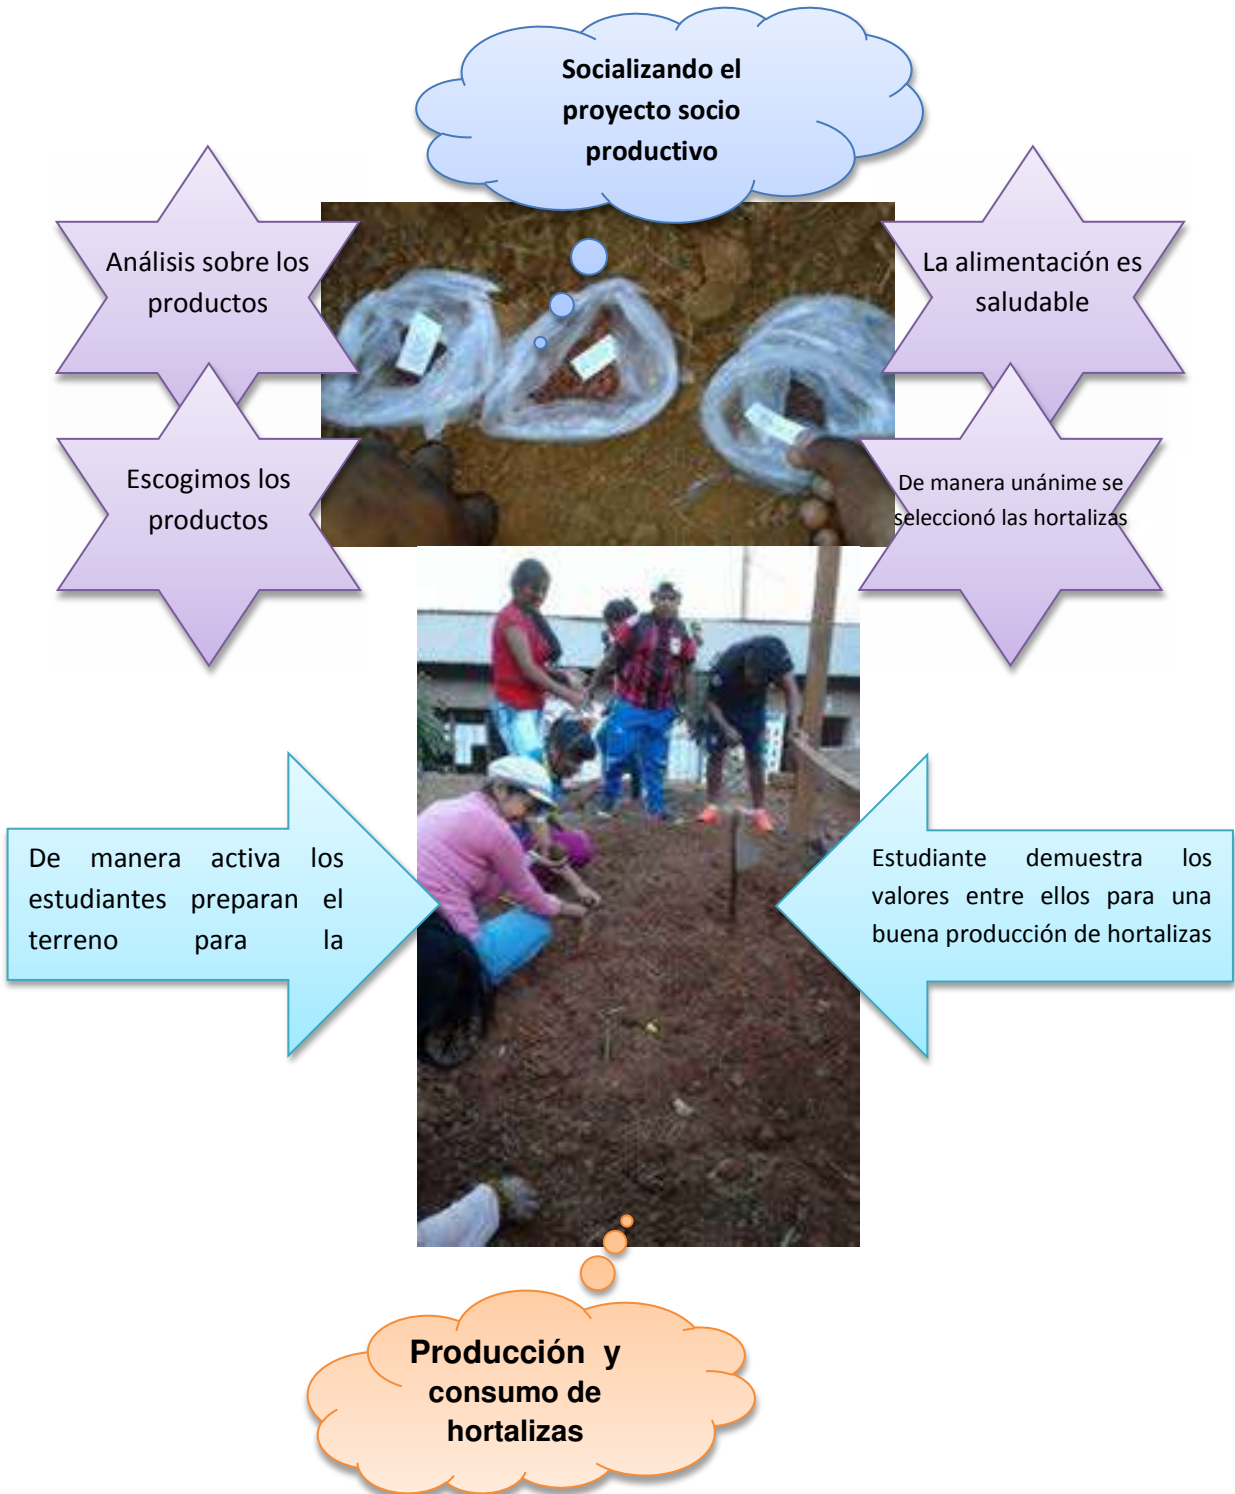 Socializando el
proyecto socio
productivo
Análisis sobre los
productos
La alimentación es
saludable
Escogimos los
productos
De manera unánime se
seleccionó las hortalizas
De manera activa los
estudiantes preparan el
terreno para la
Estudiante demuestra los
valores entre ellos para una
buena producción de hortalizas
Producción y
consumo de
hortalizas